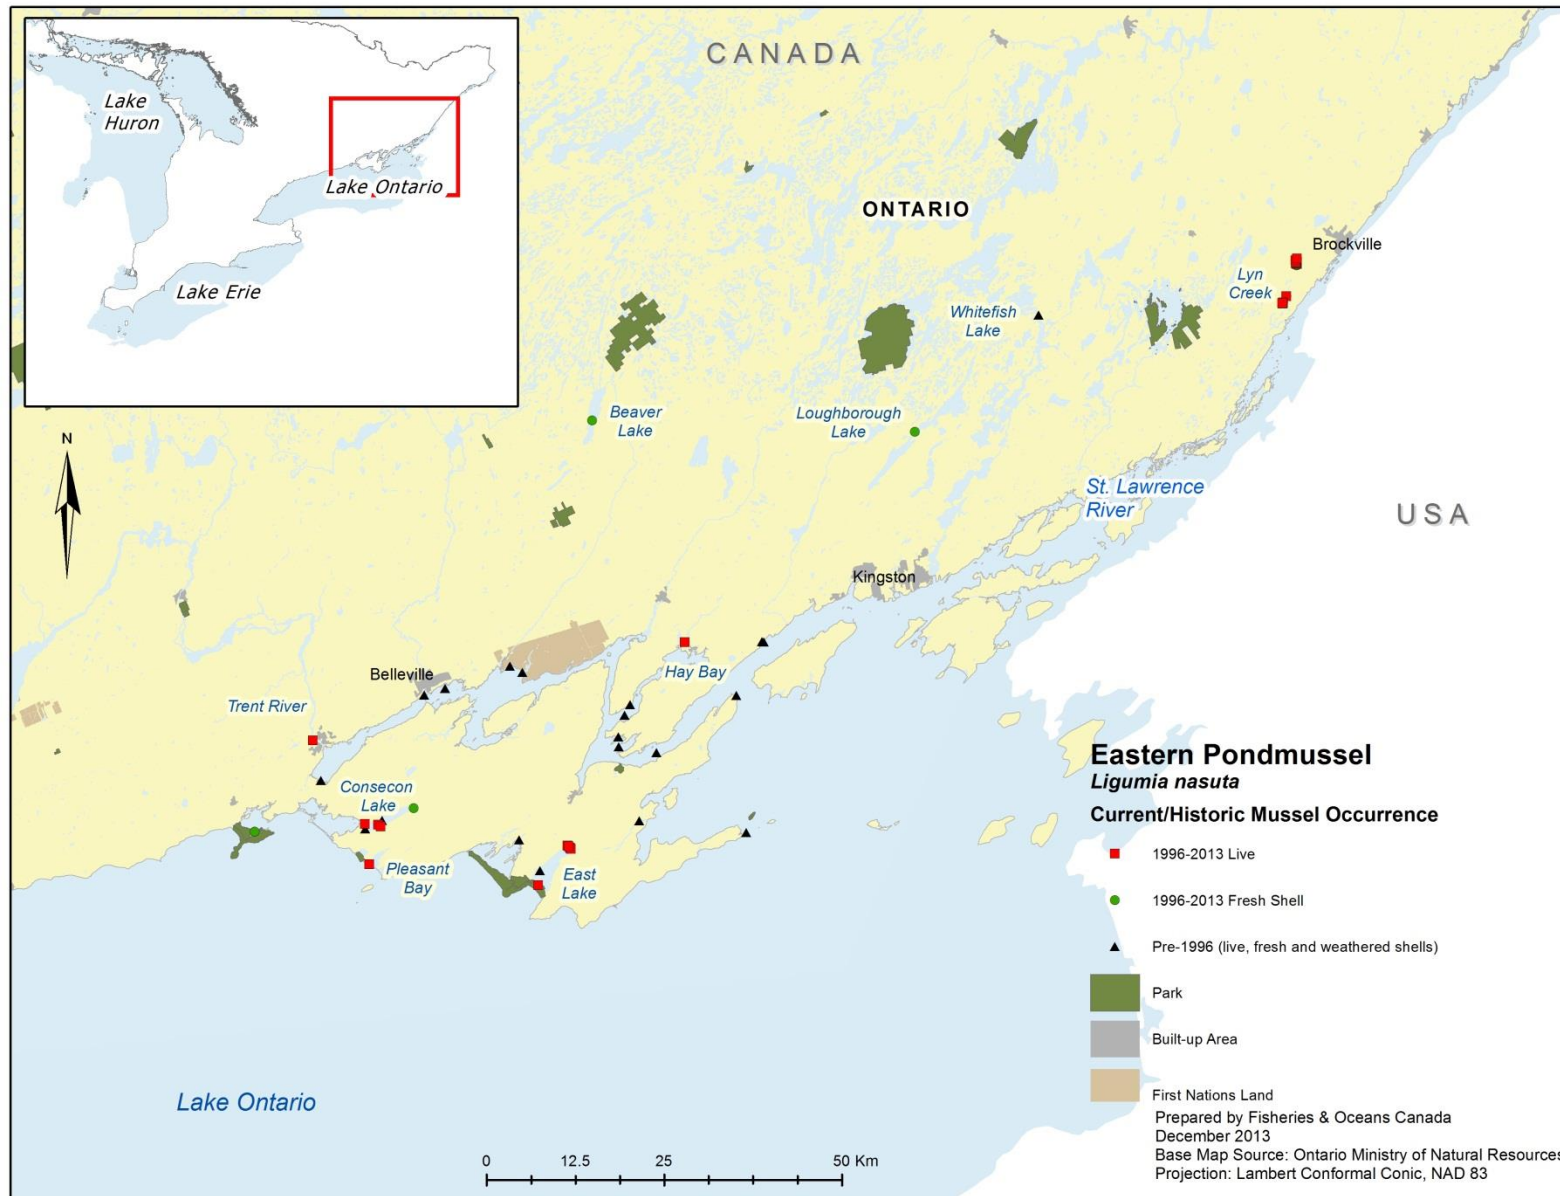 CANADA
Lake
Huron
Lake Ontario
Lake Erie
ONTARIO
Brockville
Lyn
Creek
Whitefish
Lake
Beaver
Lake
Loughborough
Lake
N
St. Lawrence
River
USA
Kingston
Hay Bay
Belleville
Trent River
Consecon
Lake
Pleasant
Bay
East
Lake
Lake Ontario
Eastern Pondmussel
Ligumia nasuta
Current/Historic Mussel Occurrence
1996-2013 Live
1996-2013 Fresh Shell
Pre-1996 (live, fresh and weathered shells)
Park
Built-up Area
First Nations Land
Prepared by Fisheries & Oceans Canada
December 2013
Base Map Source: Ontario Ministry of Natural Resources
Projection: Lambert Conformal Conic, NAD 83
0 12.5 25 50 Km